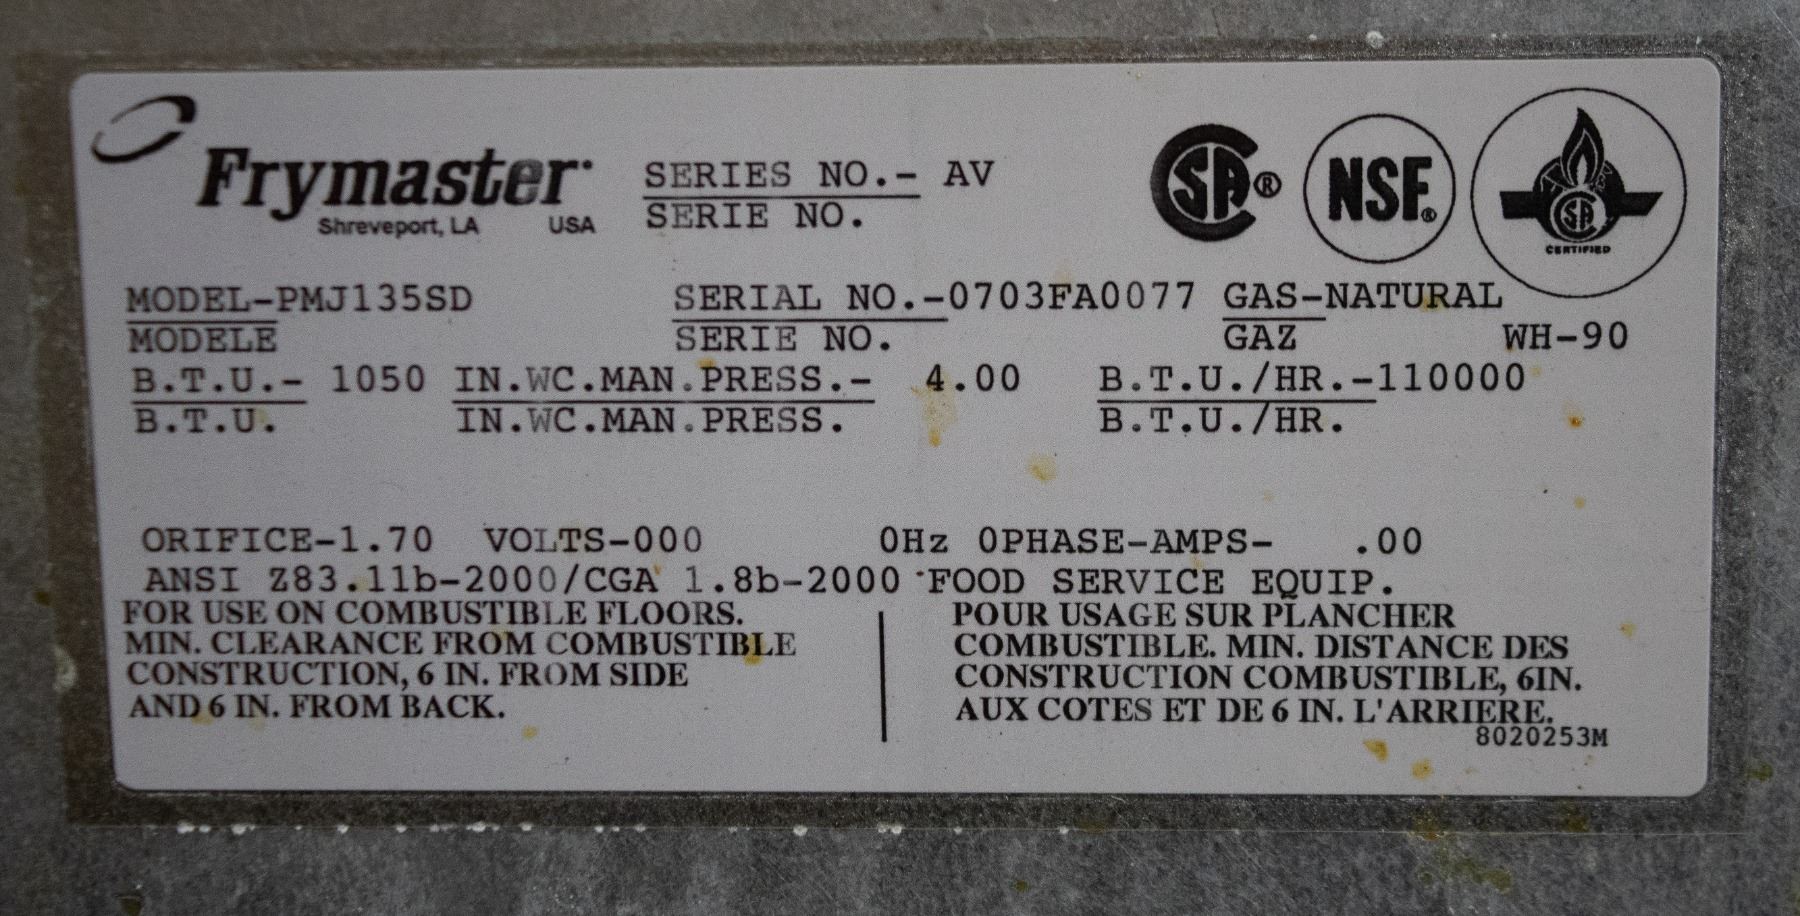 Frymaster
Shreveport, LA USA
SERIES NO.- AV
SERIE NO.
SA ®
NSF®
SA
CERTIFIED
MODEL-PMJ135SD SERIAL NO.-0703FA0077 GAS-NATURAL
MODELE SERIE NO. GAZ WH-90
B.T.U.- 1050 IN.WC.MAN.PRESS.- 4.00 B.T.U./HR.-110000
B.T.U. IN.WC.MAN.PRESS. B.T.U./HR.
ORIFICE-1.70 VOLTS-000 0Hz 0PHASE-AMPS- .00
ANSI Z83.11b-2000/CGA 1.8b-2000 FOOD SERVICE EQUIP.
FOR USE ON COMBUSTIBLE FLOORS.
MIN. CLEARANCE FROM COMBUSTIBLE
CONSTRUCTION, 6 IN. FROM SIDE
AND 6 IN. FROM BACK.
POUR USAGE SUR PLANCHER
COMBUSTIBLE. MIN. DISTANCE DES
CONSTRUCTION COMBUSTIBLE, 6IN.
AUX COTES ET DE 6 IN. L'ARRIERE.
8020253M